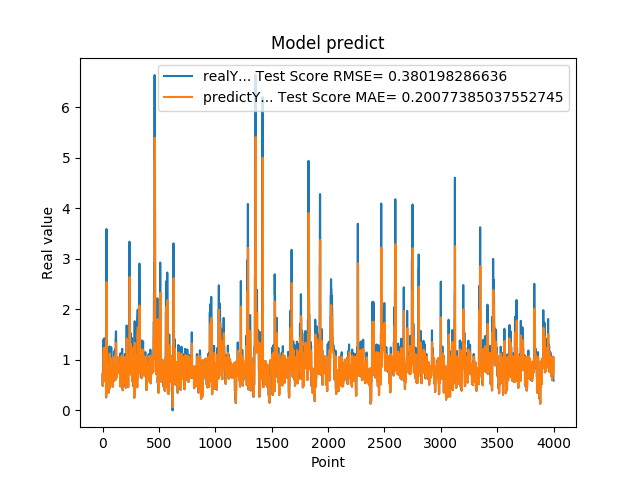 Model predict
realY... Test Score RMSE= 0.380198286636
predictY... Test Score MAE= 0.20077385037552745
Real value
6
5
4
3
2
1
0
0 500 1000 1500 2000 2500 3000 3500 4000
Point